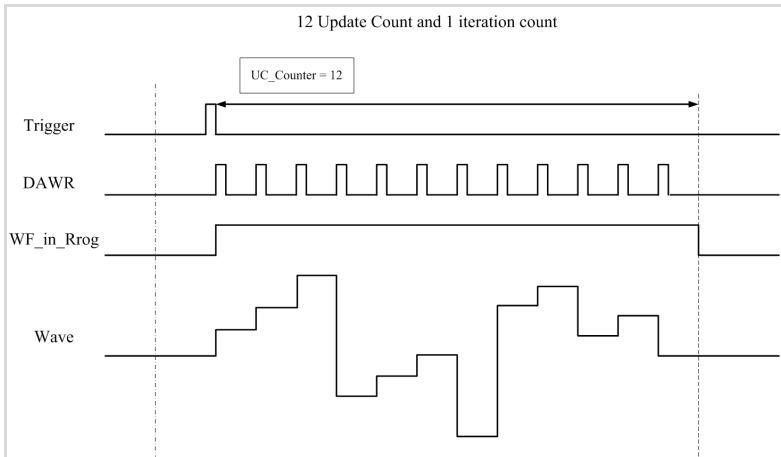 12 Update Count and 1 iteration count
UC_Counter = 12
Trigger
DAWR
WF_in_Rrog
Wave